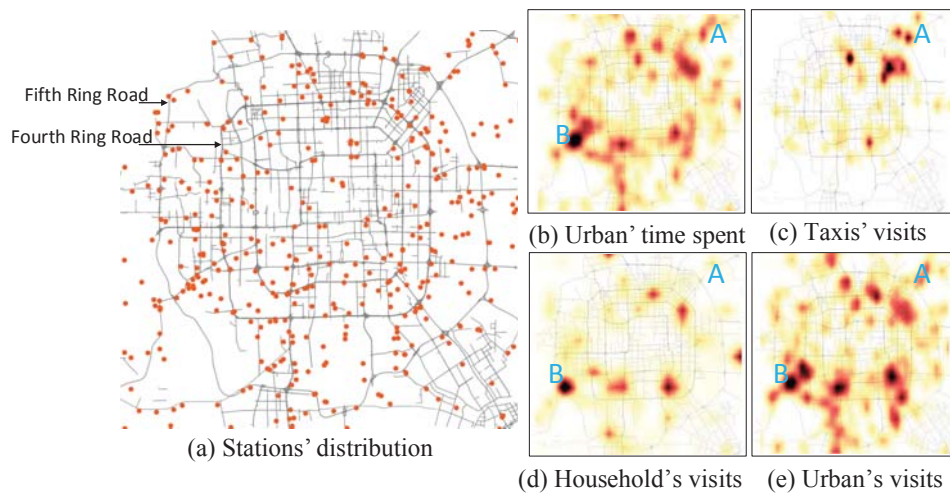 Fifth Ring Road
Fourth Ring Road
(a) Stations' distribution
A
B
(b) Urban' time spent
A
(c) Taxis' visits
A
B
(d) Household's visits
A
B
(e) Urban's visits